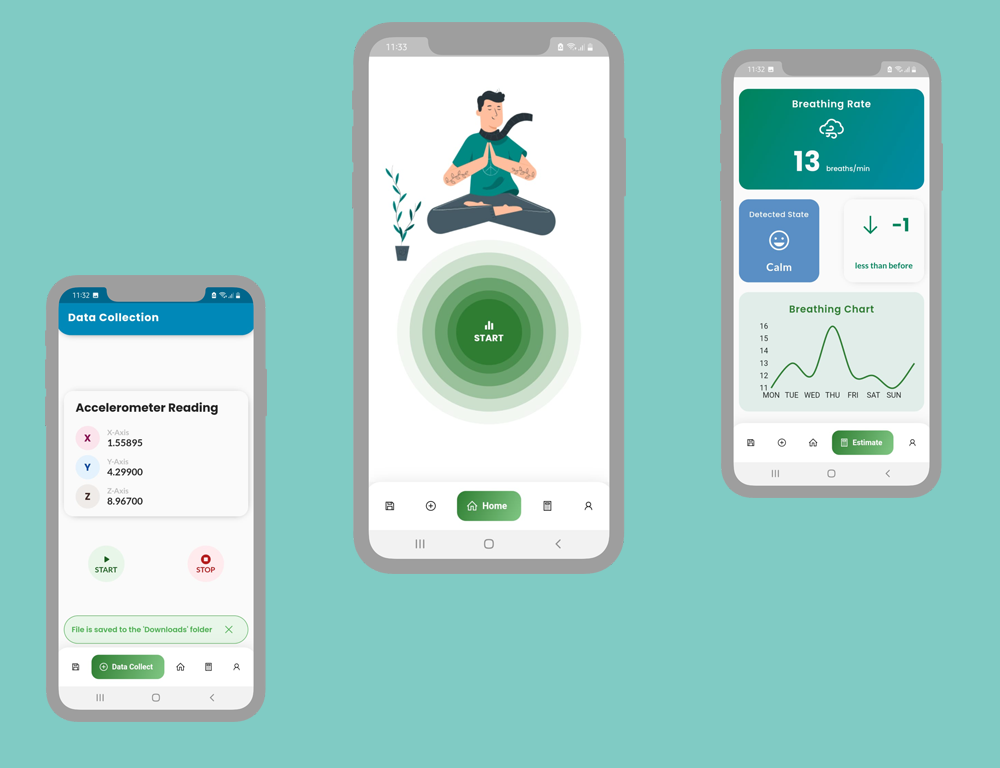 11:32
Data Collection
Accelerometer Reading
X
X-Axis
1.55895
Y
Y-Axis
4.29900
Z
Z-Axis
8.96700
START
STOP
File is saved to the 'Downloads' folder
Data Collect
11:33
START
Home
11:32
Breathing Rate
13 breaths/min
Detected State
Calm
-1
less than before
Breathing Chart
16
15
14
13
12
11
MON TUE WED THU FRI SAT SUN
Estimate